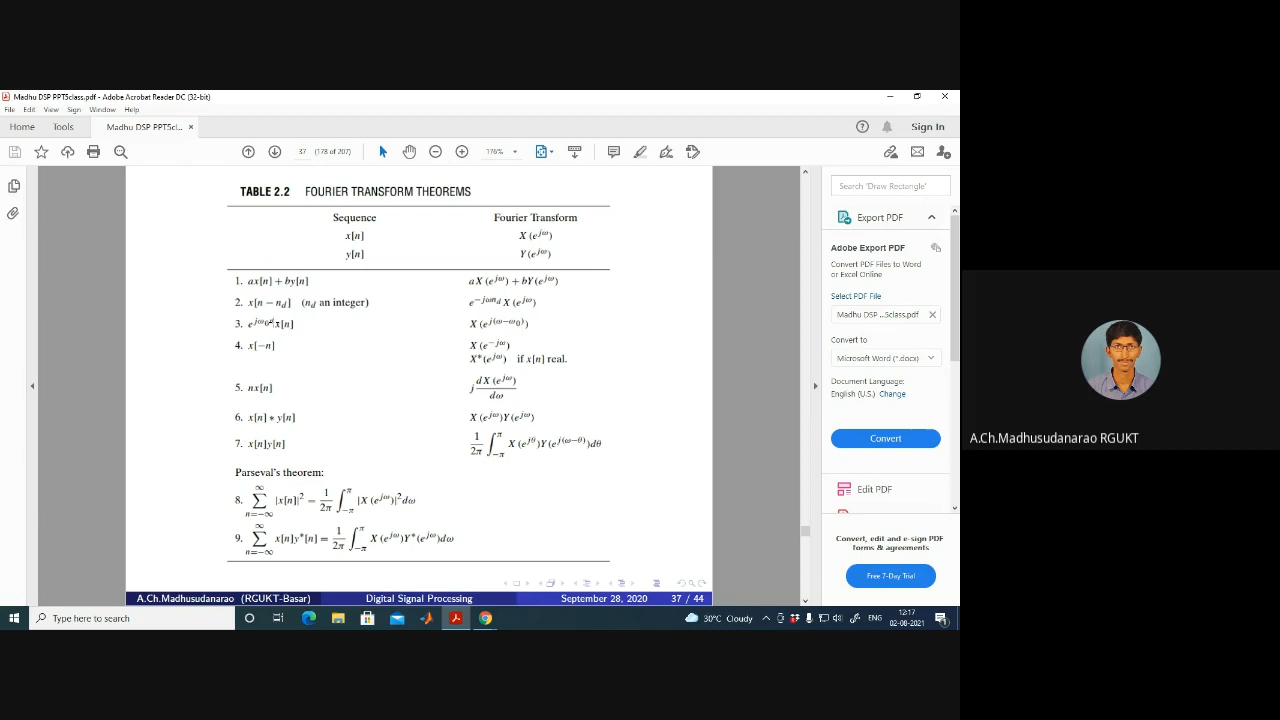 Madhu DSP PPT5class.pdf - Adobe Acrobat Reader DC (32-bit)
File Edit View Sign Window Help
Home Tools Madhu DSP PPT5cl... × Sign In
37 (178 of 207) 176%
TABLE 2.2 FOURIER TRANSFORM THEOREMS
Sequence Fourier Transform
x[n] X(e^{jω})
y[n] Y(e^{jω})
1. ax[n] + by[n] aX(e^{jω}) + bY(e^{jω})
2. x[n − n_d] (n_d an integer) e^{−jωn_d} X(e^{jω})
3. e^{jω_0 n} x[n] X(e^{j(ω−ω_0)})
4. x[−n] X(e^{−jω})
X*(e^{jω}) if x[n] real.
5. nx[n] j dX(e^{jω})/dω
6. x[n] * y[n] X(e^{jω})Y(e^{jω})
7. x[n]y[n] 1/2π ∫_{−π}^{π} X(e^{jθ})Y(e^{j(ω−θ)})dθ
Parseval's theorem:
8. ∑_{n=−∞}^{∞} |x[n]|² = 1/2π ∫_{−π}^{π} |X(e^{jω})|²dω
9. ∑_{n=−∞}^{∞} x[n]y*[n] = 1/2π ∫_{−π}^{π} X(e^{jω})Y*(e^{jω})dω
A.Ch.Madhusudanarao (RGUKT-Basar) Digital Signal Processing September 28, 2020 37 / 44
Search "Draw Rectangle"
Export PDF
Adobe Export PDF
Convert PDF Files to Word
or Excel Online
Select PDF File
Madhu DSP ...5class.pdf ×
Convert to
Microsoft Word (*.docx)
Document Language:
English (U.S.) Change
Convert
Edit PDF
Convert, edit and e-sign PDF
forms & agreements
Free 7-Day Trial
Type here to search
30°C Cloudy ENG 12:17
02-08-2021
A.Ch.Madhusudanarao RGUKT